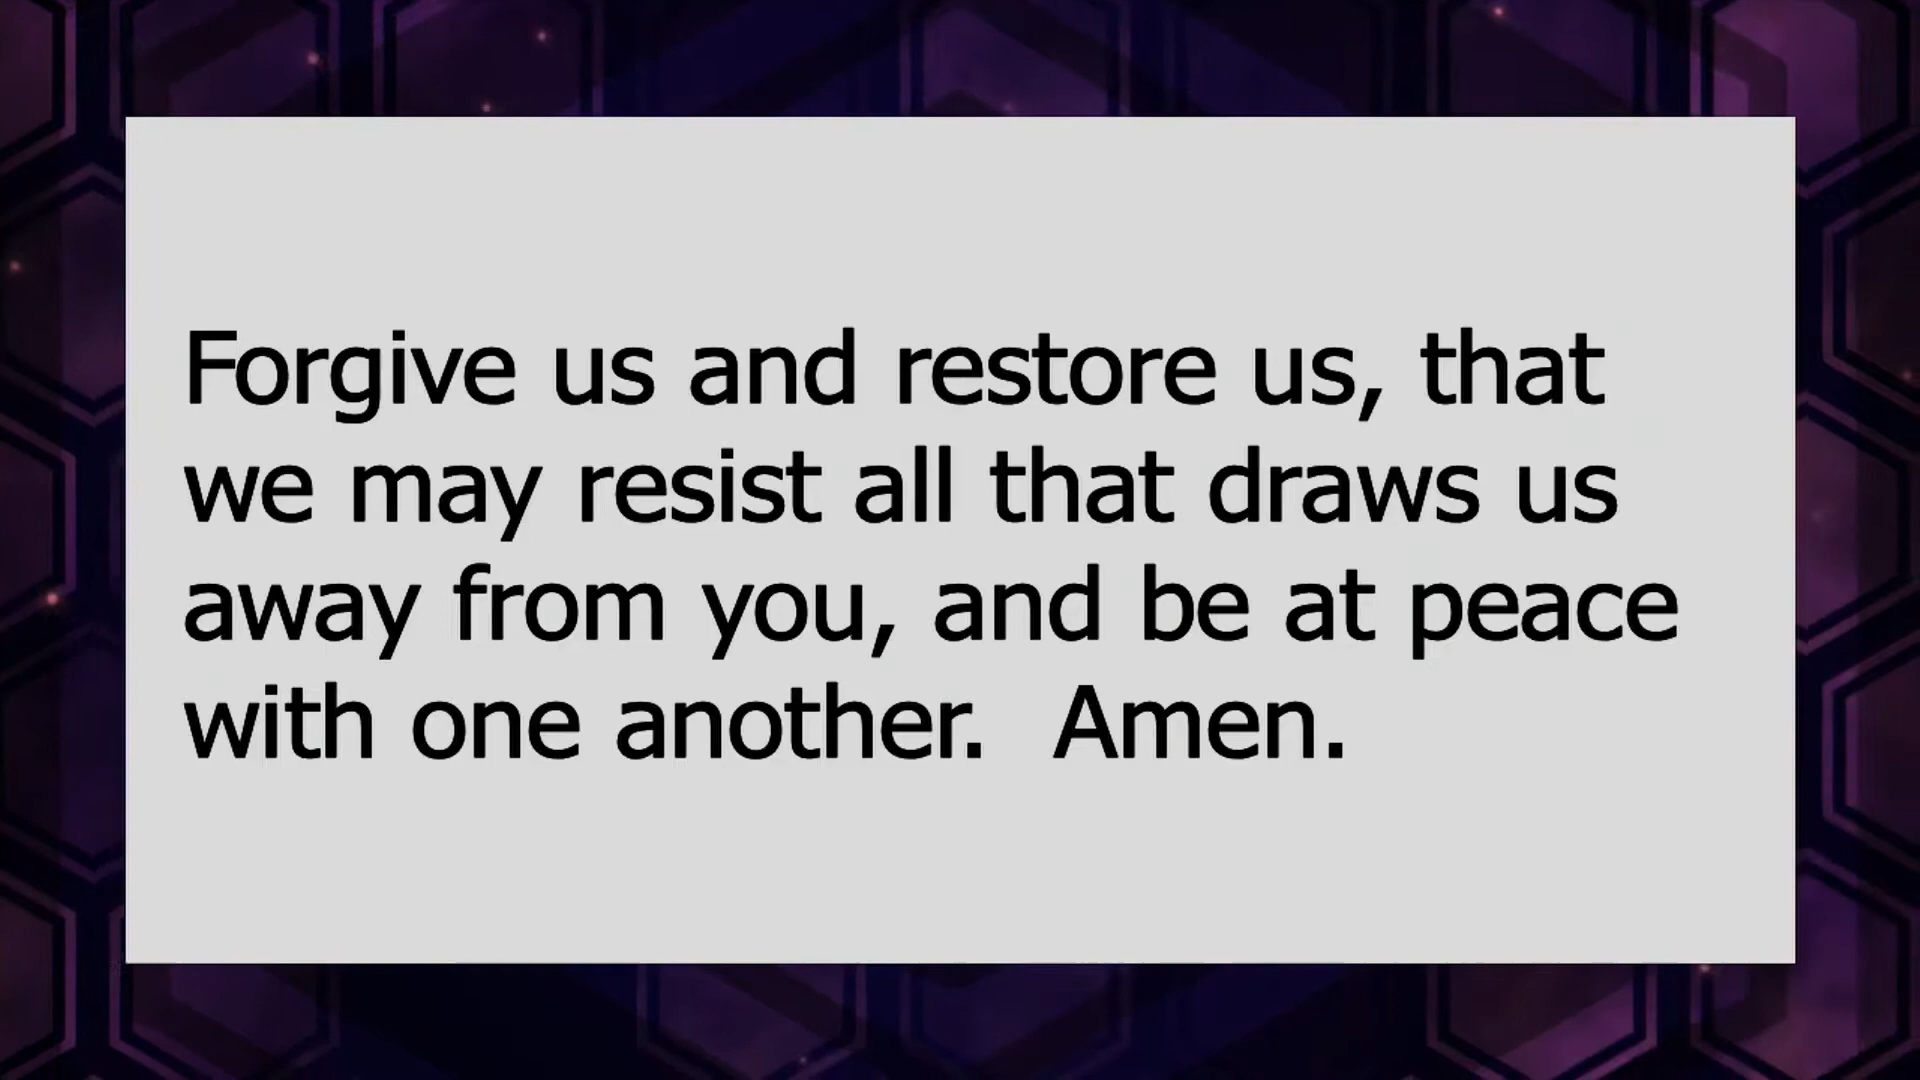 Forgive us and restore us, that
we may resist all that draws us
away from you, and be at peace
with one another.  Amen.